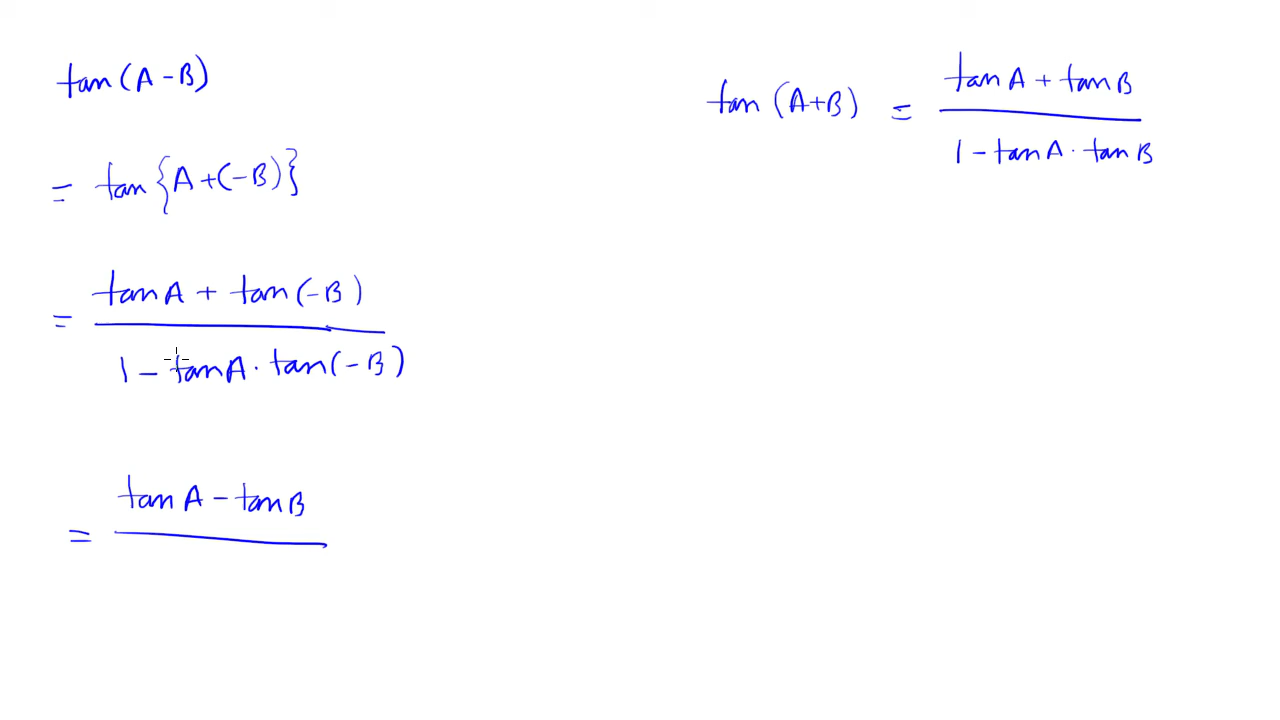 tan(A-B)
= tan{A+(-B)}
= tanA + tan(-B)
1 - tanA · tan(-B)
= tanA - tanB
tan (A+B) = tanA + tanB
1 - tanA · tanB